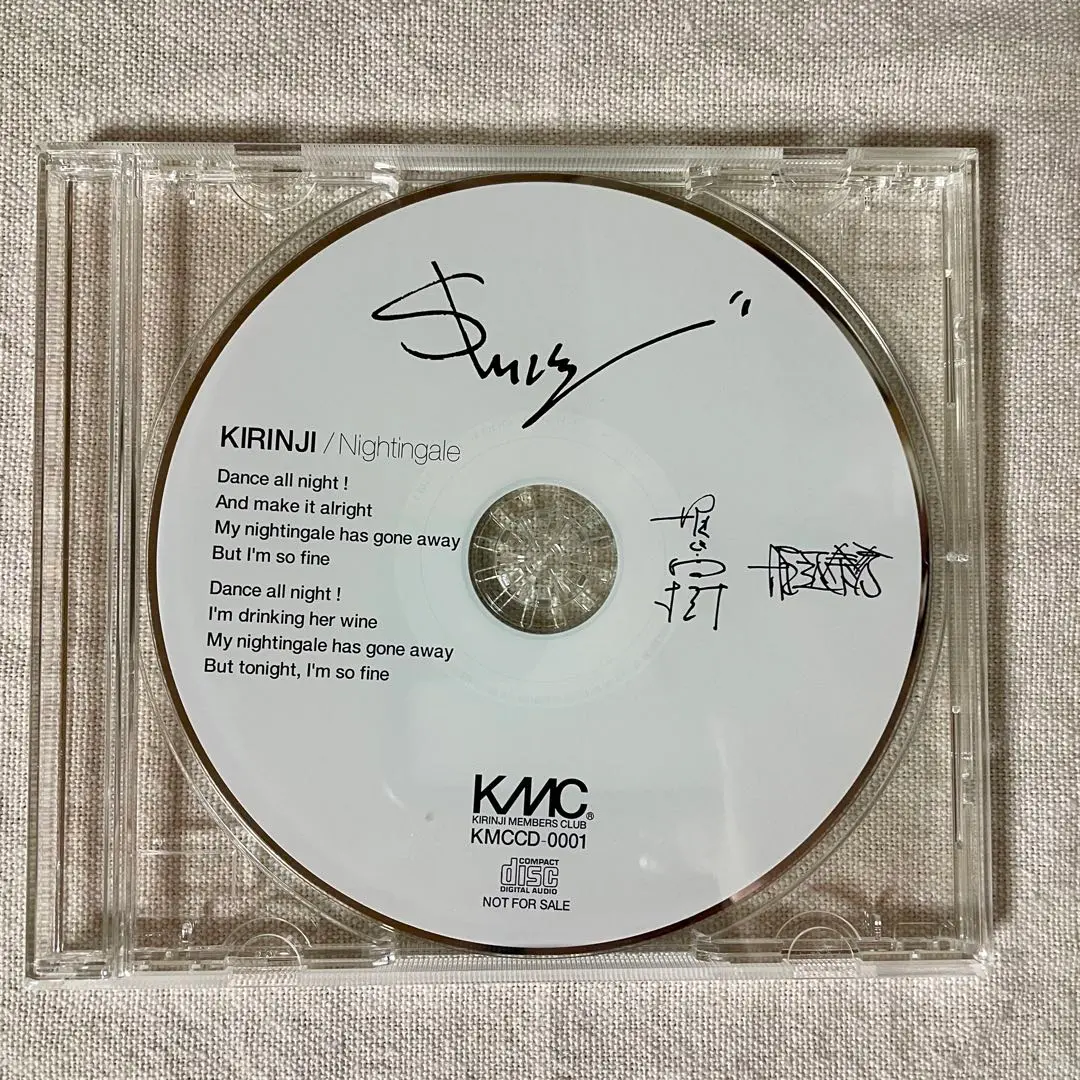 KIRINJI / Nightingale
Dance all night !
And make it alright
My nightingale has gone away
But I'm so fine
Dance all night !
I'm drinking her wine
My nightingale has gone away
But tonight, I'm so fine
KMC®
KIRINJI MEMBERS CLUB
KMCCD-0001
COMPACT
disc
DIGITAL AUDIO
NOT FOR SALE